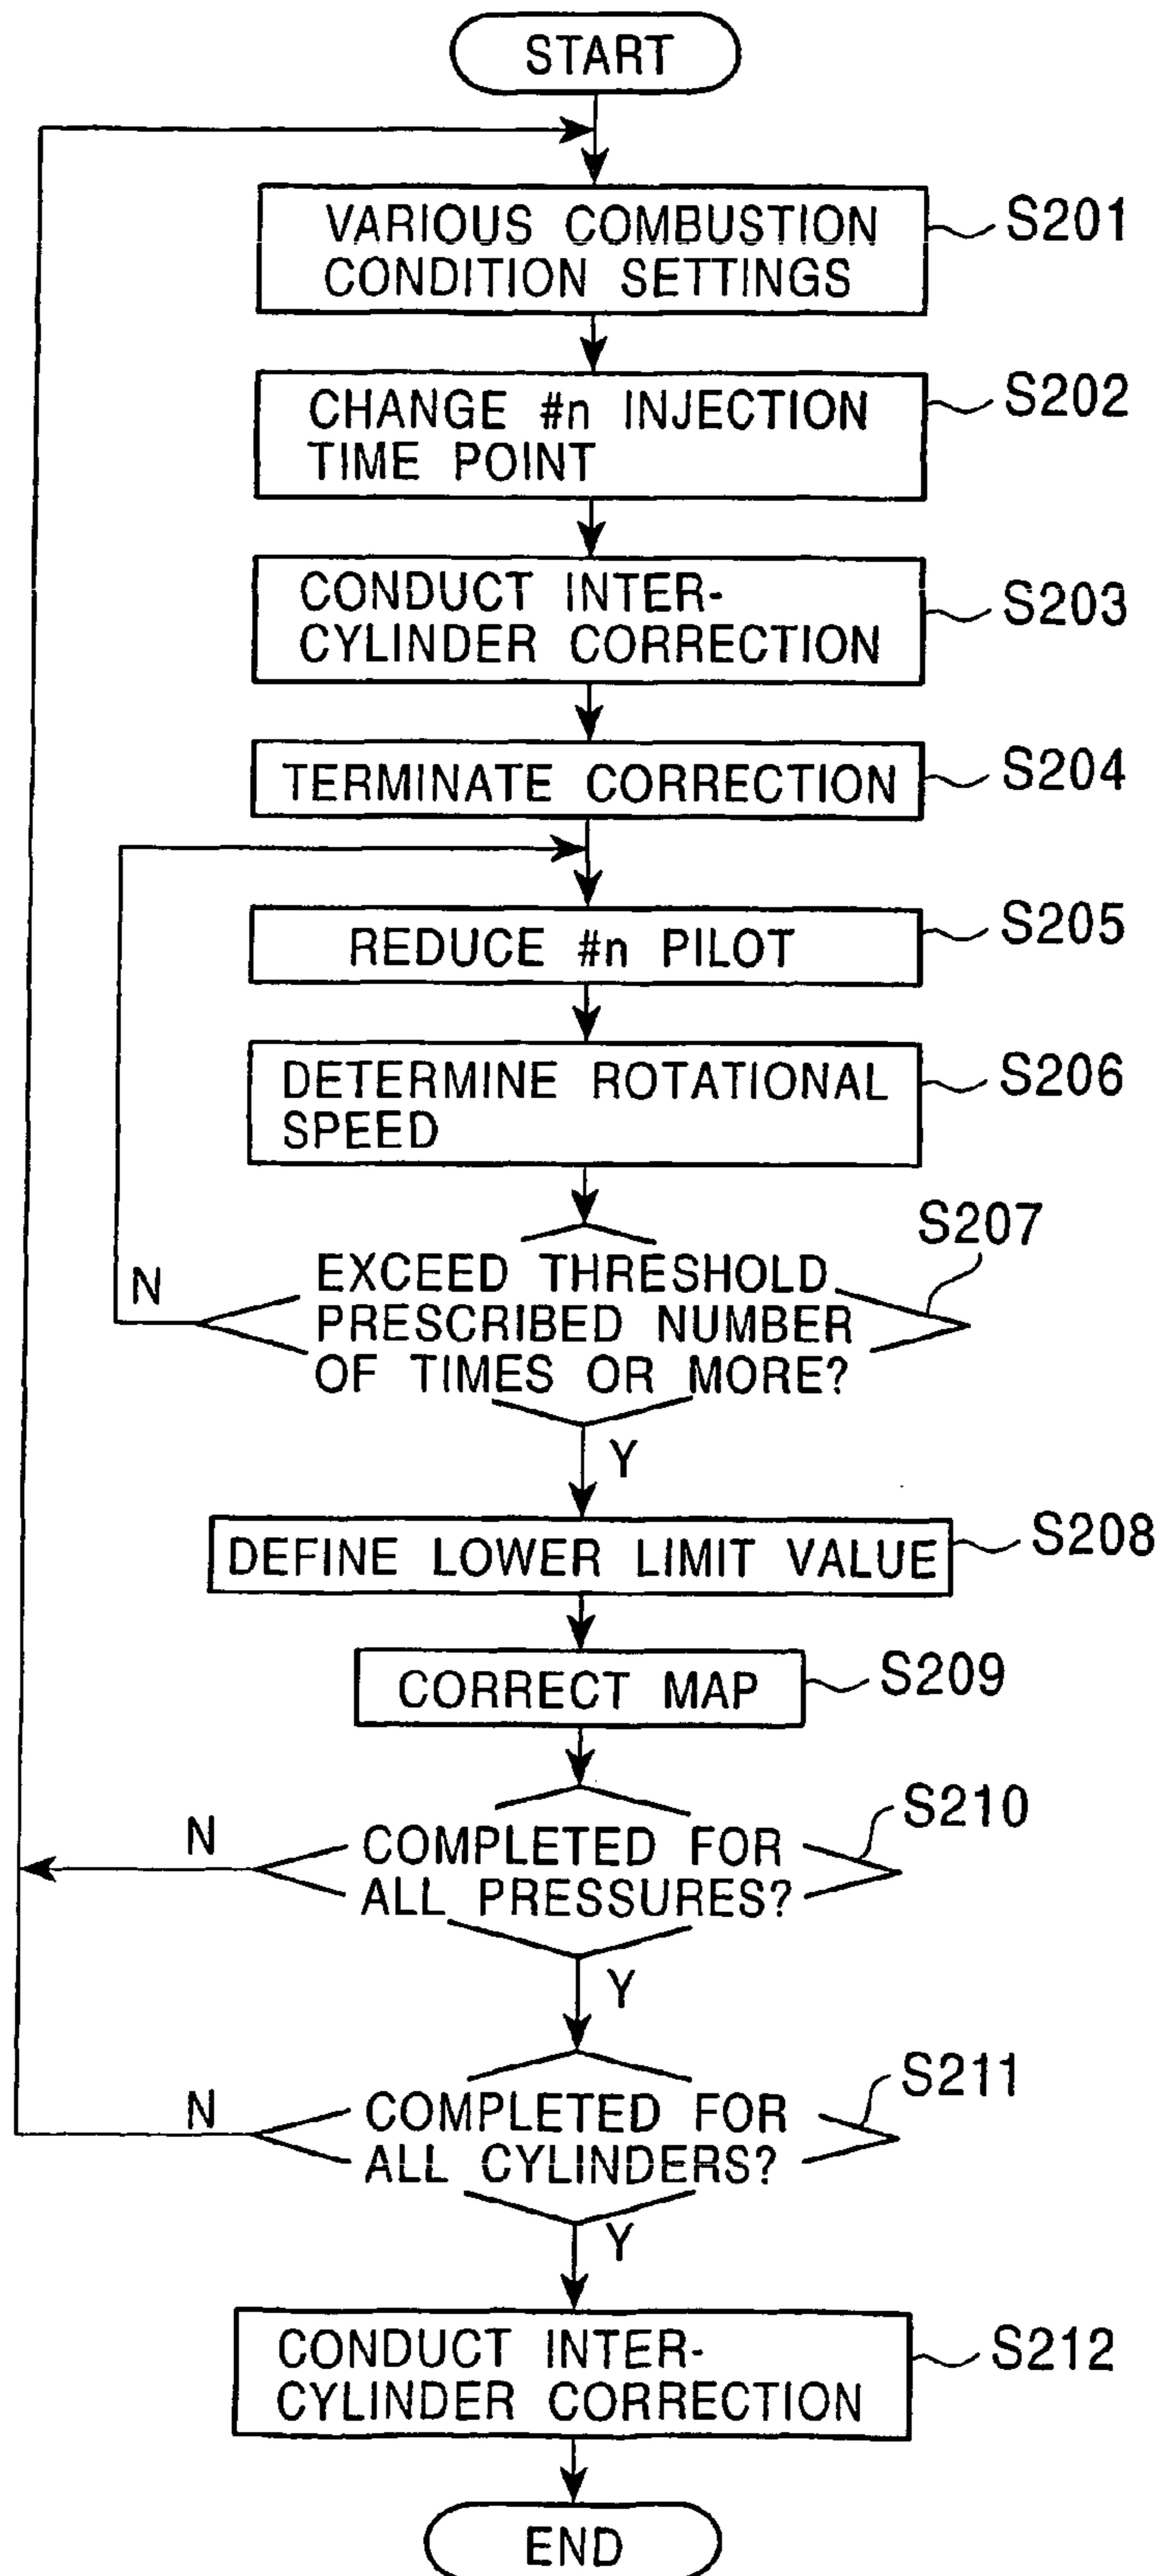 START
VARIOUS COMBUSTION
CONDITION SETTINGS
S201
CHANGE #n INJECTION
TIME POINT
S202
CONDUCT INTER-
CYLINDER CORRECTION
S203
TERMINATE CORRECTION
S204
REDUCE #n PILOT
S205
DETERMINE ROTATIONAL
SPEED
S206
S207
EXCEED THRESHOLD
PRESCRIBED NUMBER
OF TIMES OR MORE?
N
Y
DEFINE LOWER LIMIT VALUE
S208
CORRECT MAP
S209
S210
COMPLETED FOR
ALL PRESSURES?
N
Y
S211
COMPLETED FOR
ALL CYLINDERS?
N
Y
CONDUCT INTER-
CYLINDER CORRECTION
S212
END